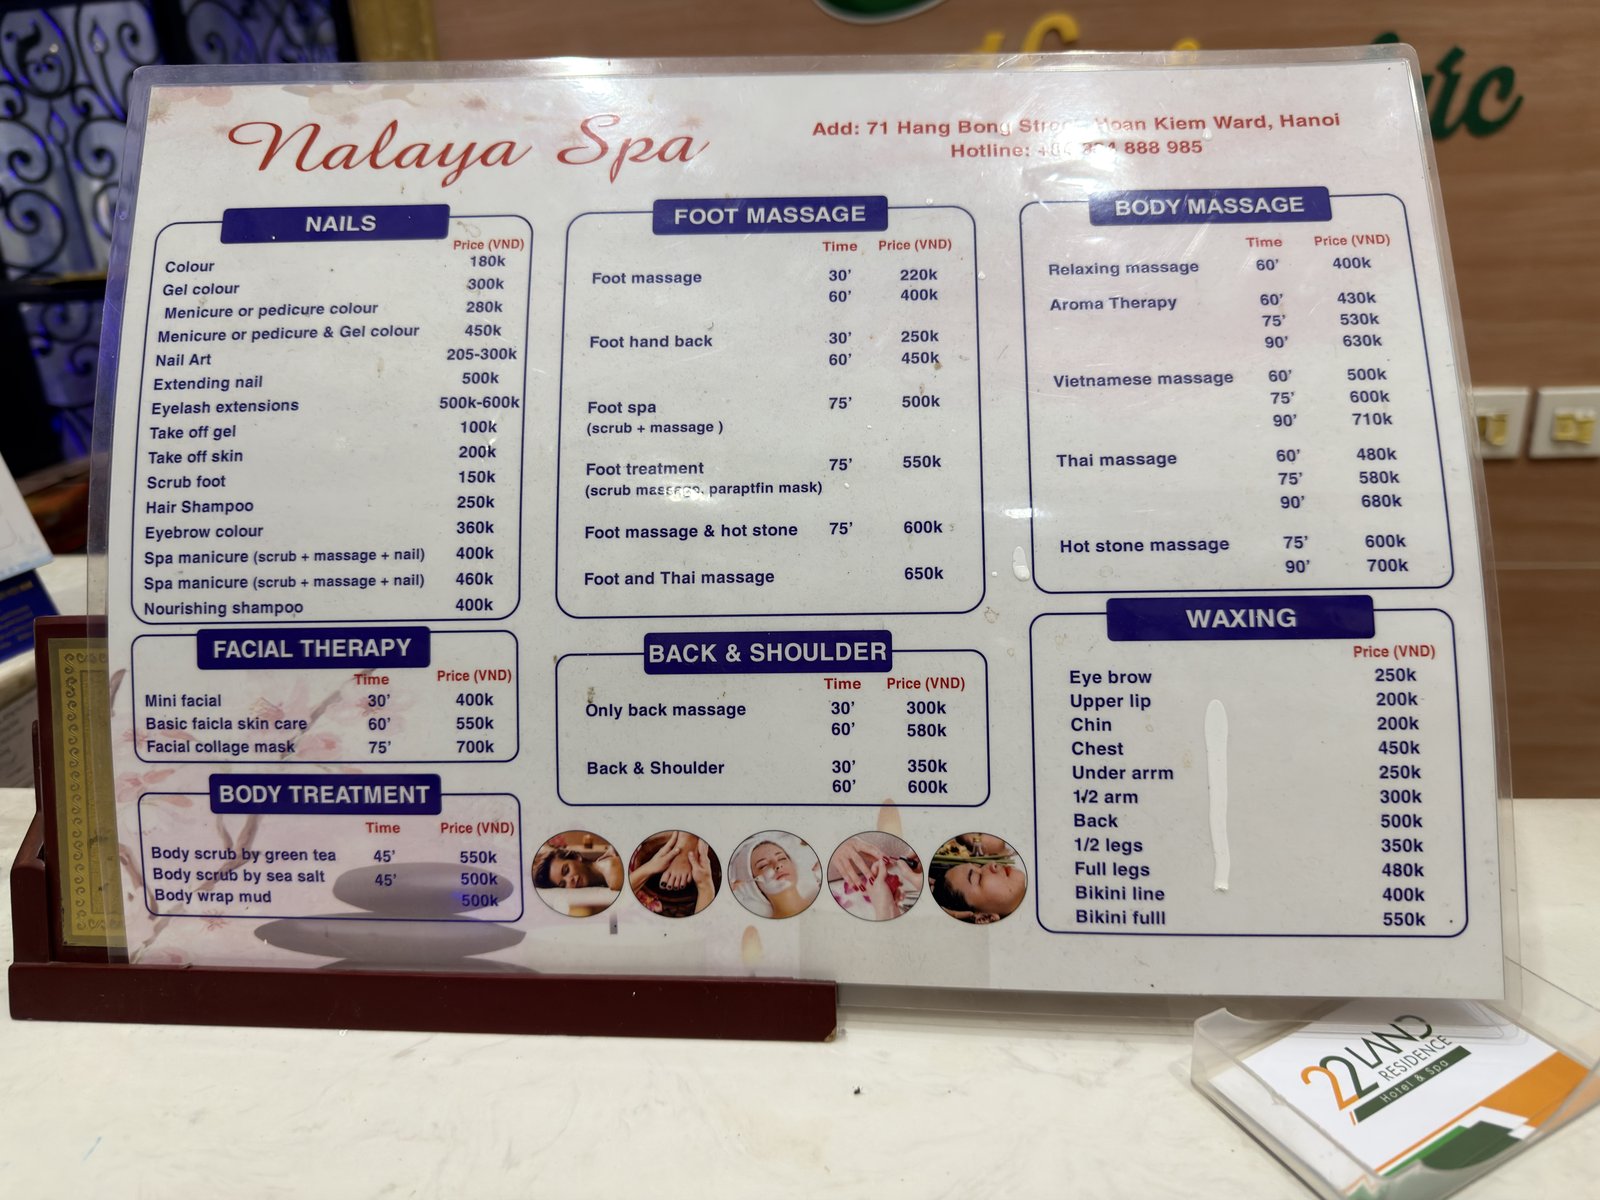 Nalaya Spa
Add: 71 Hang Bong Street, Hoan Kiem Ward, Hanoi
Hotline: 888 985
NAILS
Price (VND)
Colour 180k
Gel colour 300k
Menicure or pedicure colour 280k
Menicure or pedicure & Gel colour 450k
Nail Art 205-300k
Extending nail 500k
Eyelash extensions 500k-600k
Take off gel 100k
Take off skin 200k
Scrub foot 150k
Hair Shampoo 250k
Eyebrow colour 360k
Spa manicure (scrub + massage + nail) 400k
Spa manicure (scrub + massage + nail) 460k
Nourishing shampoo 400k
FACIAL THERAPY
Time Price (VND)
Mini facial 30' 400k
Basic faicla skin care 60' 550k
Facial collage mask 75' 700k
BODY TREATMENT
Time Price (VND)
Body scrub by green tea 45' 550k
Body scrub by sea salt 45' 500k
Body wrap mud 500k
FOOT MASSAGE
Time Price (VND)
Foot massage 30' 220k
60' 400k
Foot hand back 30' 250k
60' 450k
Foot spa 75' 500k
(scrub + massage )
Foot treatment 75' 550k
(scrub massage, paraptfin mask)
Foot massage & hot stone 75' 600k
Foot and Thai massage 650k
BACK & SHOULDER
Time Price (VND)
Only back massage 30' 300k
60' 580k
Back & Shoulder 30' 350k
60' 600k
BODY MASSAGE
Time Price (VND)
Relaxing massage 60' 400k
Aroma Therapy 60' 430k
75' 530k
90' 630k
Vietnamese massage 60' 500k
75' 600k
90' 710k
Thai massage 60' 480k
75' 580k
90' 680k
Hot stone massage 75' 600k
90' 700k
WAXING
Price (VND)
Eye brow 250k
Upper lip 200k
Chin 200k
Chest 450k
Under arrm 250k
1/2 arm 300k
Back 500k
1/2 legs 350k
Full legs 480k
Bikini line 400k
Bikini fulll 550k
22 LAND
RESIDENCE
Hotel & Spa